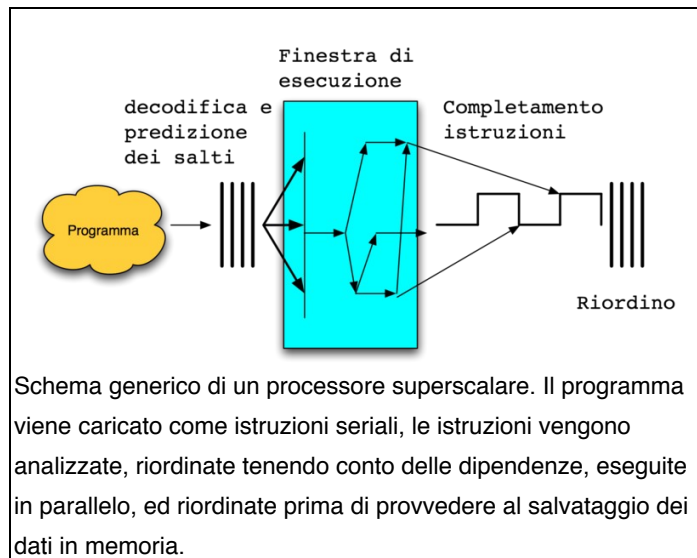 Finestra di
esecuzione
decodifica e
predizione
dei salti
Completamento
istruzioni
Programma
Riordino
Schema generico di un processore superscalare. Il programma
viene caricato come istruzioni seriali, le istruzioni vengono
analizzate, riordinate tenendo conto delle dipendenze, eseguite
in parallelo, ed riordinate prima di provvedere al salvataggio dei
dati in memoria.